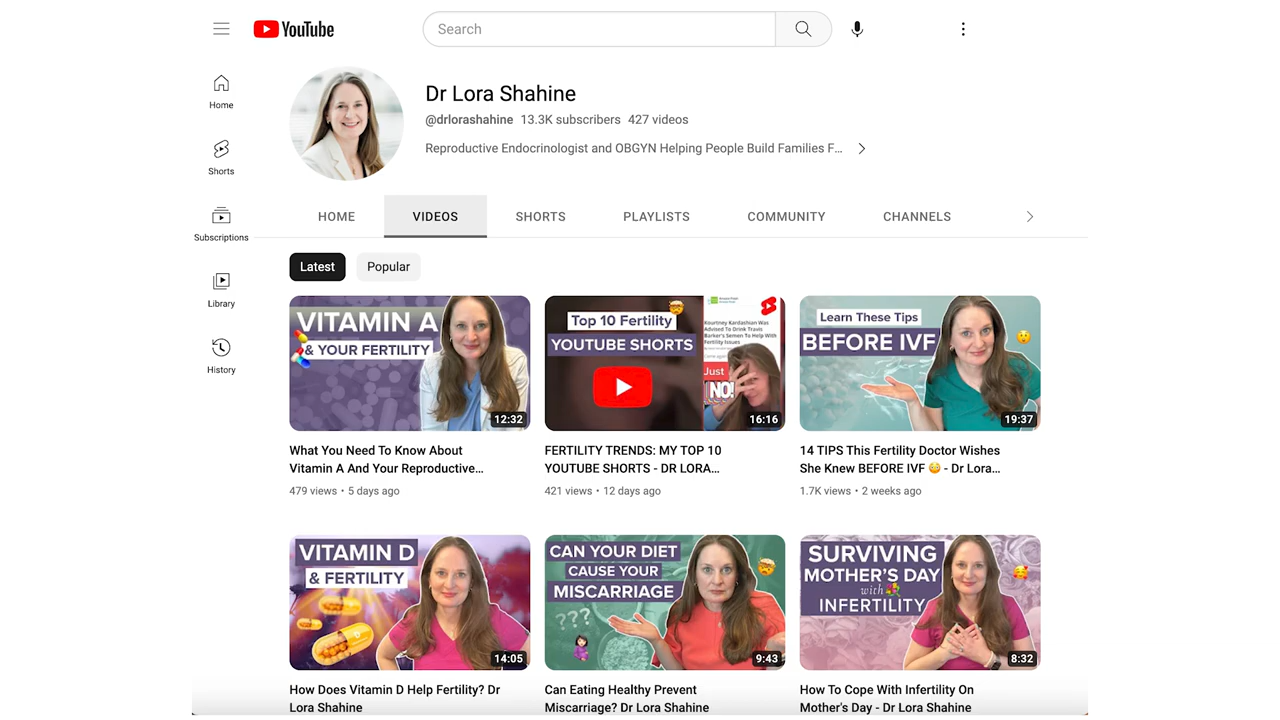 YouTube
Search
Home
Shorts
Subscriptions
Library
History
Dr Lora Shahine
@drlorashahine 13.3K subscribers 427 videos
Reproductive Endocrinologist and OBGYN Helping People Build Families F...
HOME VIDEOS SHORTS PLAYLISTS COMMUNITY CHANNELS
Latest Popular
VITAMIN A
& YOUR FERTILITY
12:32
What You Need To Know About
Vitamin A And Your Reproductive...
479 views • 5 days ago
Top 10 Fertility
YOUTUBE SHORTS
Kourtney Kardashian Was
Advised To Drink Travis
Barker's Semen To Help With
Fertility Issues
Just
NO!
16:16
FERTILITY TRENDS: MY TOP 10
YOUTUBE SHORTS - DR LORA...
421 views • 12 days ago
Learn These Tips
BEFORE IVF
19:37
14 TIPS This Fertility Doctor Wishes
She Knew BEFORE IVF 😳 - Dr Lora...
1.7K views • 2 weeks ago
VITAMIN D
& FERTILITY
14:05
How Does Vitamin D Help Fertility? Dr
Lora Shahine
CAN YOUR DIET
CAUSE YOUR
MISCARRIAGE
???
9:43
Can Eating Healthy Prevent
Miscarriage? Dr Lora Shahine
SURVIVING
MOTHER'S DAY
with
INFERTILITY
8:32
How To Cope With Infertility On
Mother's Day - Dr Lora Shahine